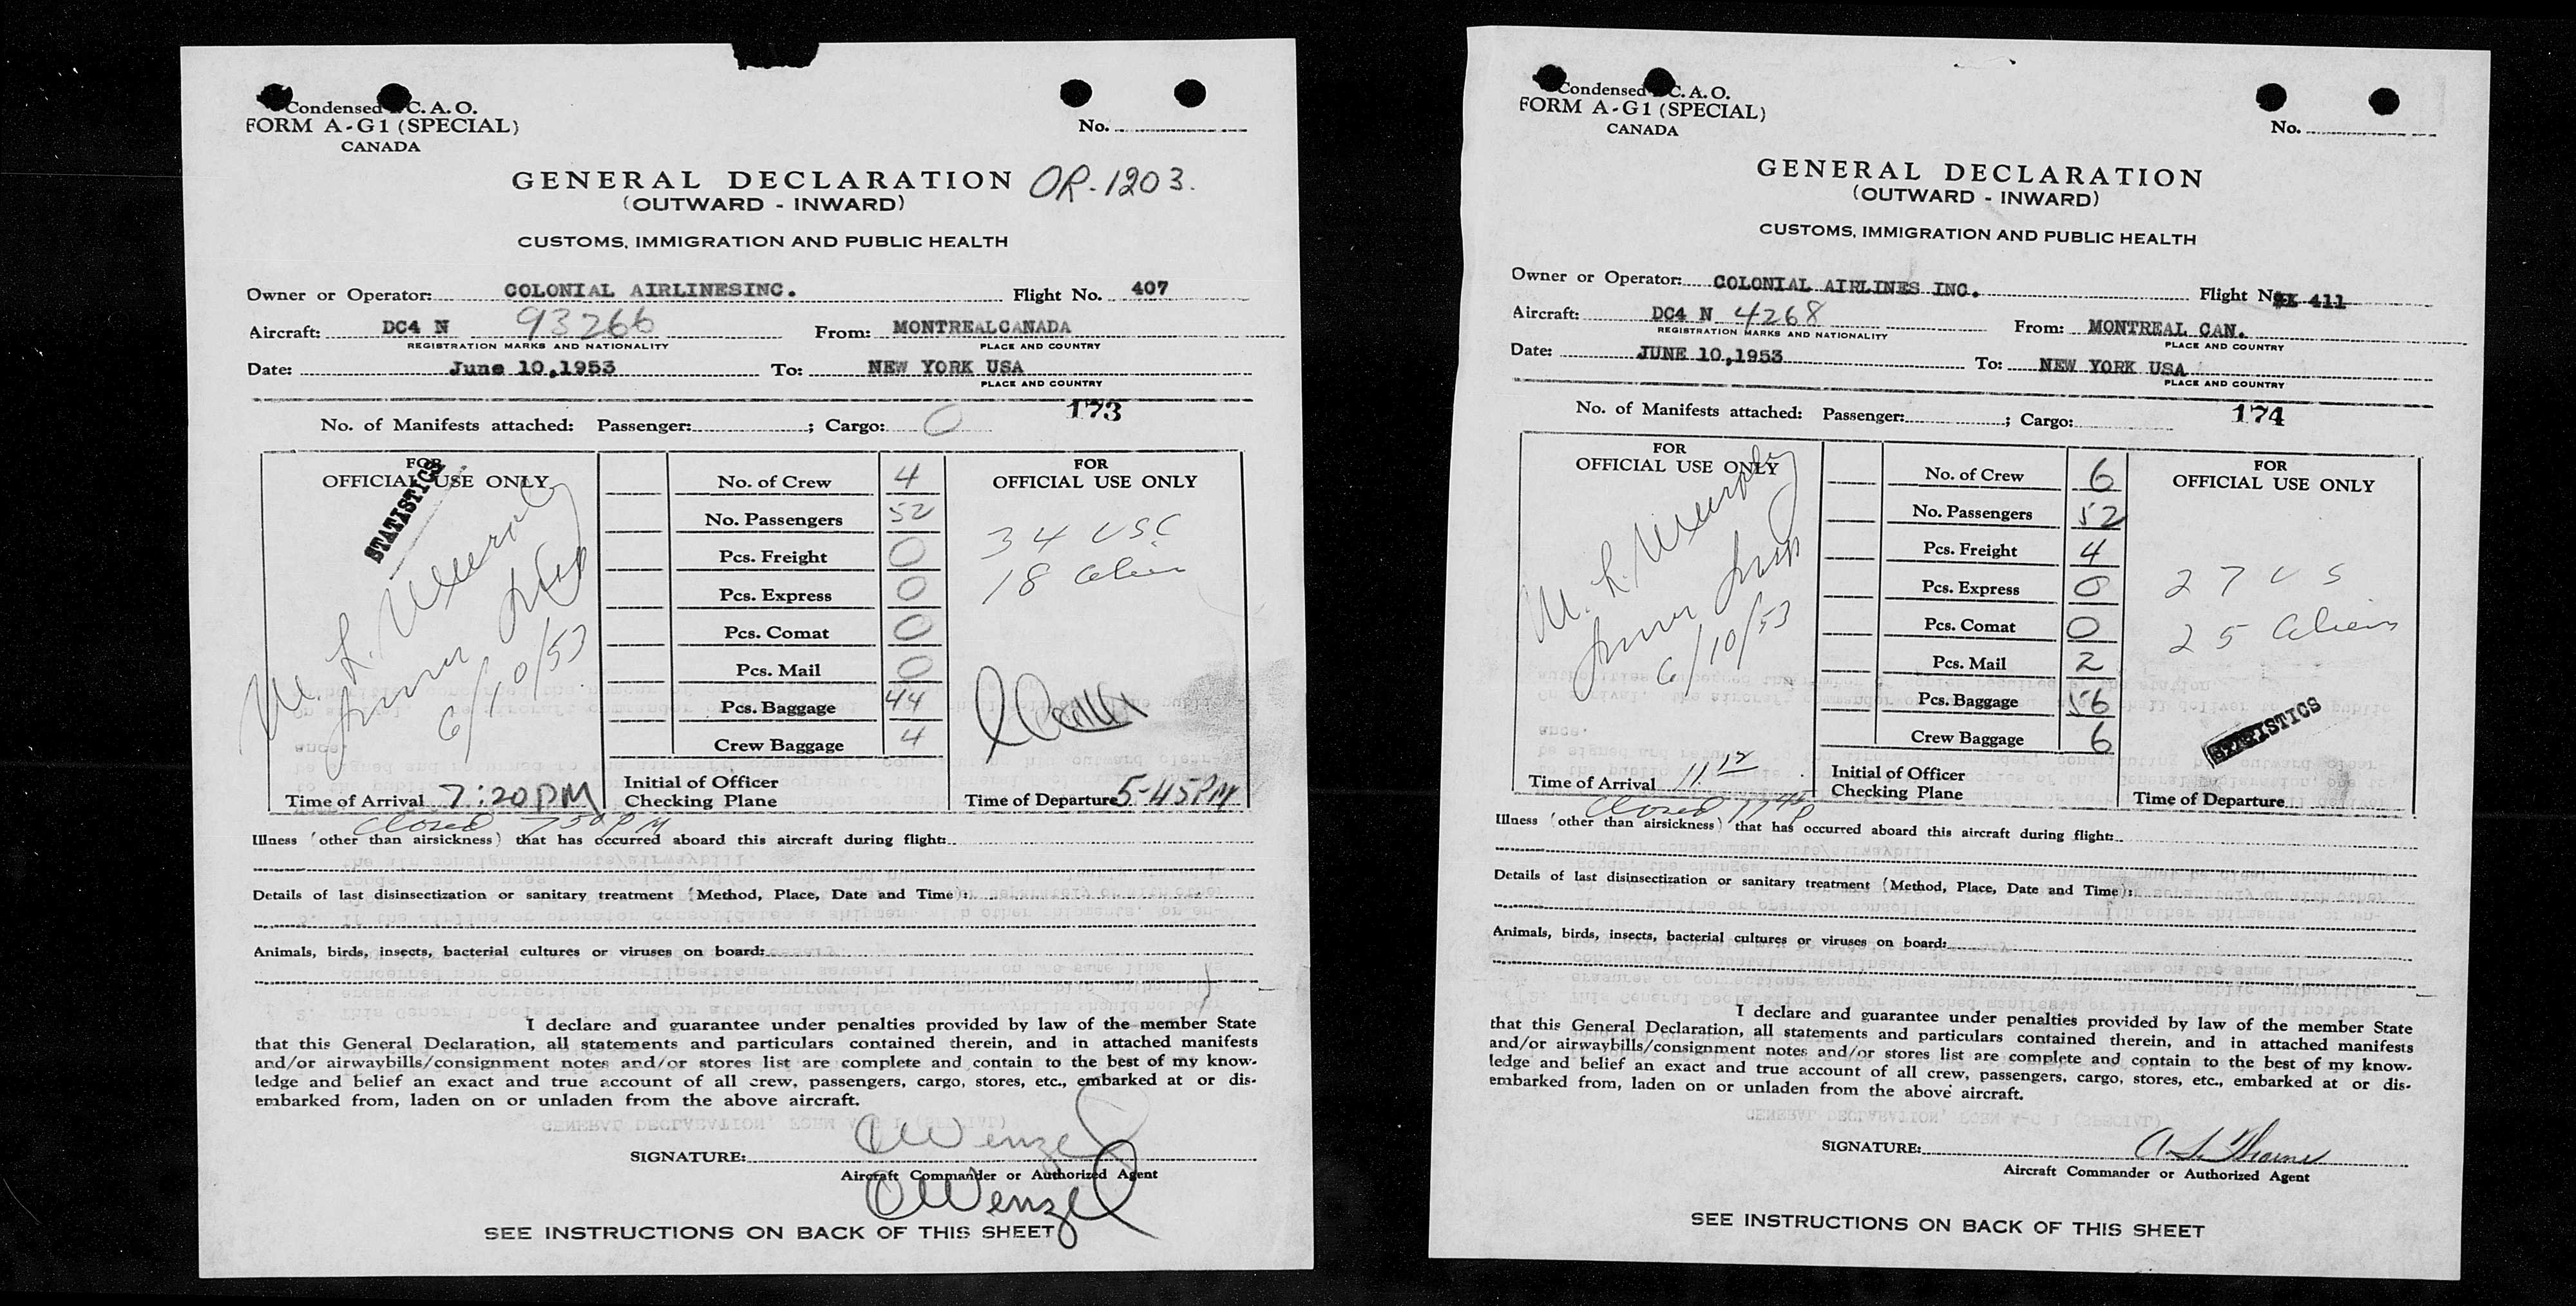 Condensed C. A. O.
FORM A-G1 (SPECIAL)
CANADA
No.
GENERAL DECLARATION OR-1203.
(OUTWARD - INWARD)
CUSTOMS, IMMIGRATION AND PUBLIC HEALTH
Owner or Operator: COLONIAL AIRLINESINC. Flight No. 407
Aircraft: DC4 N 93266 From: MONTREALCANADA
REGISTRATION MARKS AND NATIONALITY PLACE AND COUNTRY
Date: June 10,1953 To: NEW YORK USA
PLACE AND COUNTRY
173
No. of Manifests attached: Passenger: ; Cargo: 0
FOR
OFFICIAL USE ONLY
STATISTICS
M. L. Murphy
6/10/53
Time of Arrival 7:20PM
Closed 7 50 PM
No. of Crew 4
No. Passengers 52
Pcs. Freight 0
Pcs. Express 0
Pcs. Comat 0
Pcs. Mail 0
Pcs. Baggage 44
Crew Baggage 4
Initial of Officer
Checking Plane
FOR
OFFICIAL USE ONLY
34 USC
18 alien
Time of Departure 5-45PM
Illness (other than airsickness) that has occurred aboard this aircraft during flight:
Details of last disinsectization or sanitary treatment (Method, Place, Date and Time):
Animals, birds, insects, bacterial cultures or viruses on board:
I declare and guarantee under penalties provided by law of the member State
that this General Declaration, all statements and particulars contained therein, and in attached manifests
and/or airwaybills/consignment notes and/or stores list are complete and contain to the best of my know-
ledge and belief an exact and true account of all crew, passengers, cargo, stores, etc., embarked at or dis-
embarked from, laden on or unladen from the above aircraft.
SIGNATURE: CWenzel
Aircraft Commander or Authorized Agent
CWenzel
SEE INSTRUCTIONS ON BACK OF THIS SHEET
Condensed C. A. O.
FORM A-G1 (SPECIAL)
CANADA
No.
GENERAL DECLARATION
(OUTWARD - INWARD)
CUSTOMS, IMMIGRATION AND PUBLIC HEALTH
Owner or Operator: COLONIAL AIRLINES INC. Flight No 411
Aircraft: DC4 N 4268 From: MONTREAL CAN.
REGISTRATION MARKS AND NATIONALITY PLACE AND COUNTRY
Date: JUNE 10,1953 To: NEW YORK USA
PLACE AND COUNTRY
174
No. of Manifests attached: Passenger: ; Cargo:
FOR
OFFICIAL USE ONLY
M. L. Murphy
6/10/53
Time of Arrival 11 12
Closed 11 45 P
No. of Crew 6
No. Passengers 52
Pcs. Freight 4
Pcs. Express 0
Pcs. Comat 0
Pcs. Mail 2
Pcs. Baggage 56
Crew Baggage 6
Initial of Officer
Checking Plane
FOR
OFFICIAL USE ONLY
27 US
25 aliens
STATISTICS
Time of Departure
Illness (other than airsickness) that has occurred aboard this aircraft during flight:
Details of last disinsectization or sanitary treatment (Method, Place, Date and Time):
Animals, birds, insects, bacterial cultures or viruses on board:
I declare and guarantee under penalties provided by law of the member State
that this General Declaration, all statements and particulars contained therein, and in attached manifests
and/or airwaybills/consignment notes and/or stores list are complete and contain to the best of my know-
ledge and belief an exact and true account of all crew, passengers, cargo, stores, etc., embarked at or dis-
embarked from, laden on or unladen from the above aircraft.
SIGNATURE:
Aircraft Commander or Authorized Agent
SEE INSTRUCTIONS ON BACK OF THIS SHEET